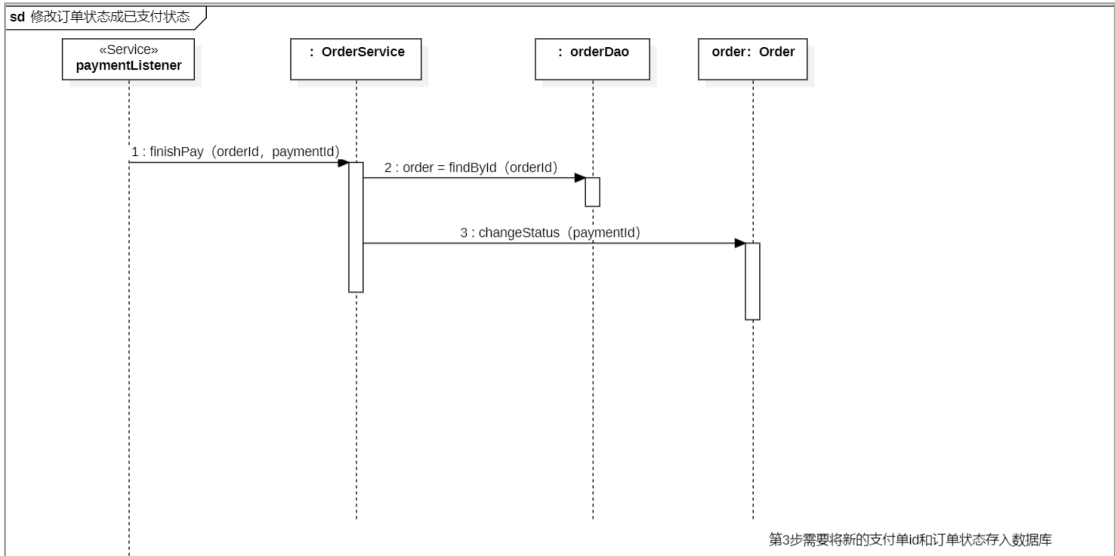 sd 修改订单状态成已支付状态
«Service»
paymentListener
：OrderService
：orderDao
order：Order
1 : finishPay（orderId，paymentId）
2 : order = findById（orderId）
3 : changeStatus（paymentId）
第3步需要将新的支付单id和订单状态存入数据库